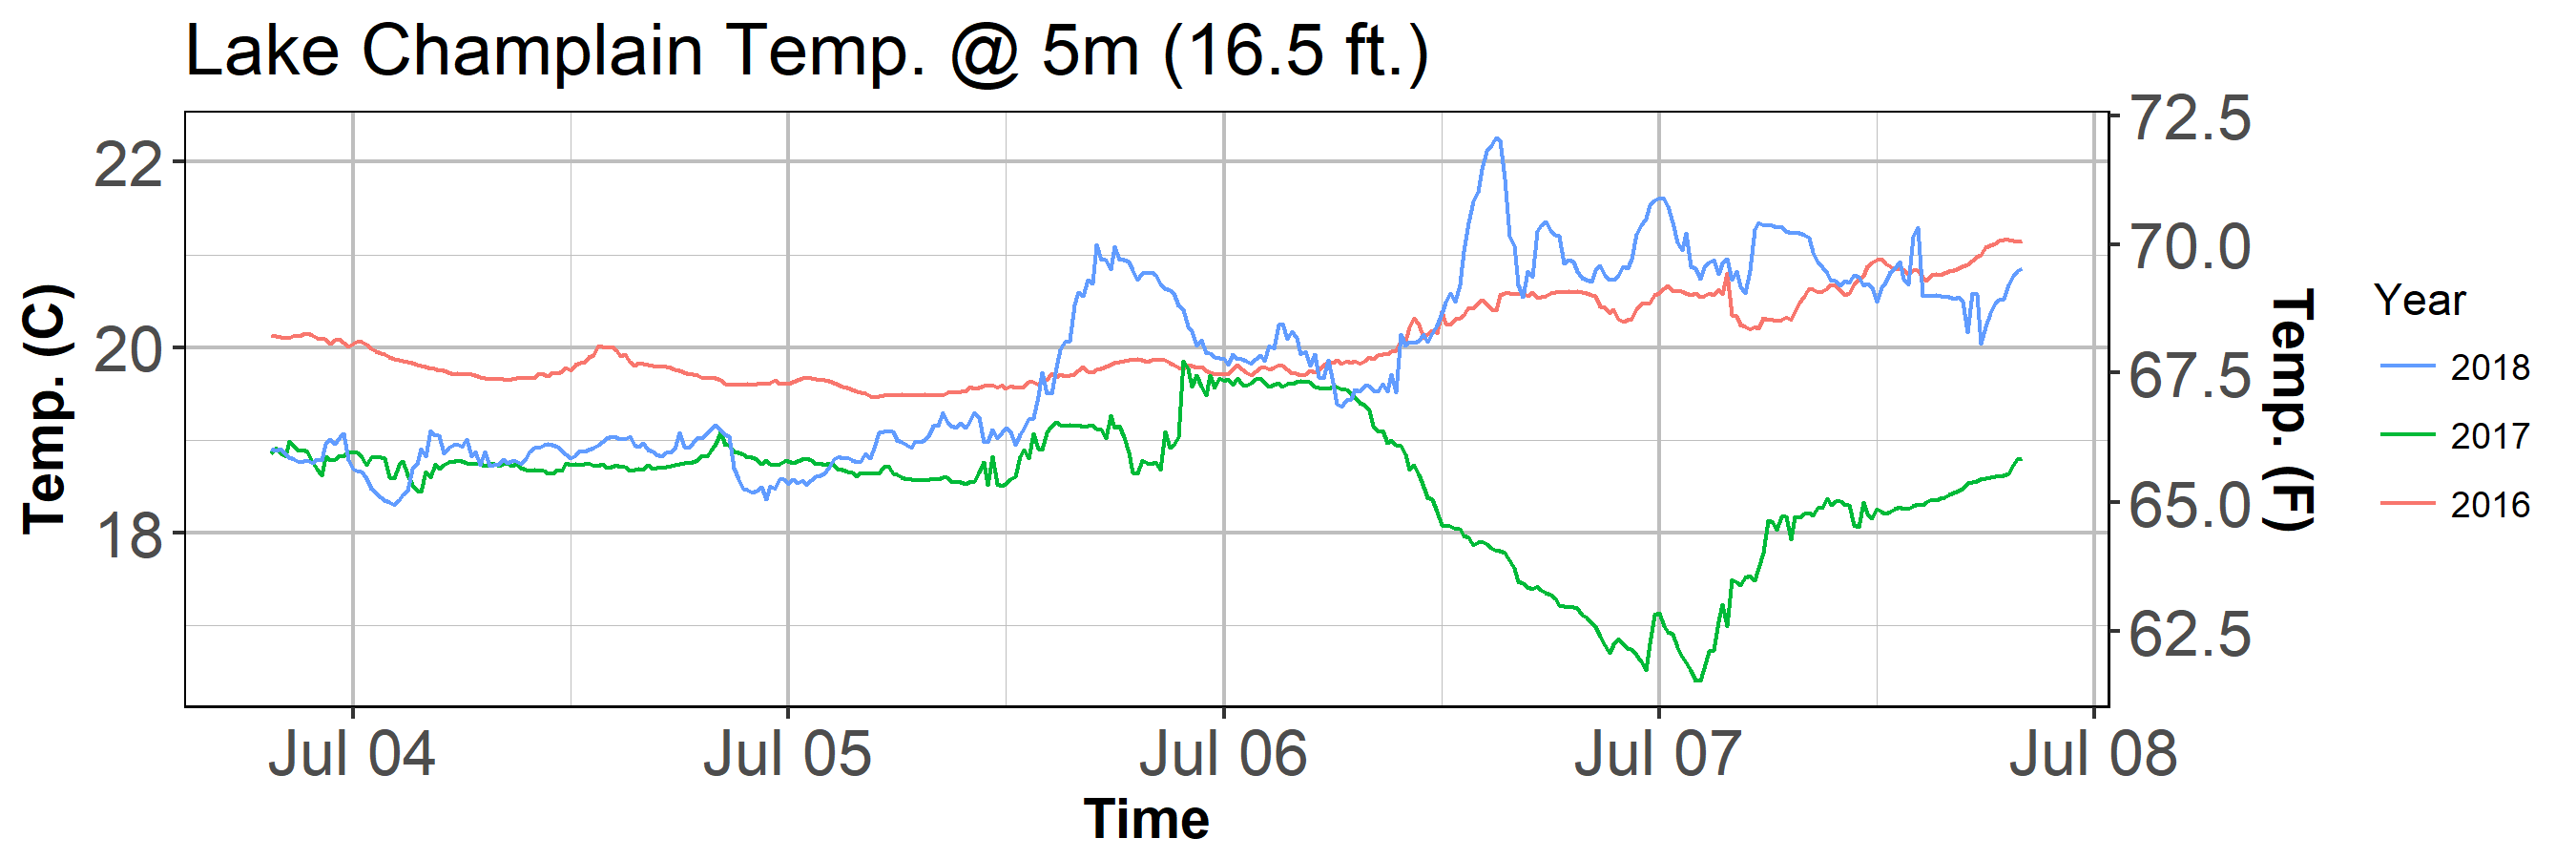 Lake Champlain Temp. @ 5m (16.5 ft.)
Temp. (C)
22
20
18
72.5
70.0
67.5
65.0
62.5
Temp. (F)
Jul 04 Jul 05 Jul 06 Jul 07 Jul 08
Time
Year
2018
2017
2016